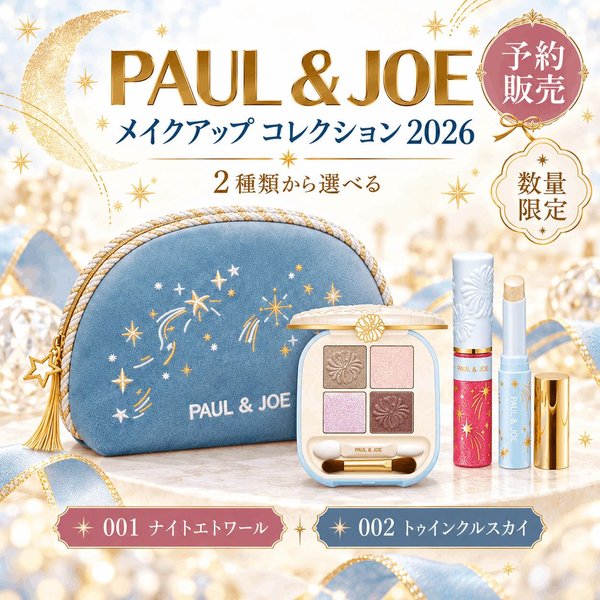 PAUL & JOE
メイクアップ コレクション 2026
2種類から選べる
予約
販売
数量
限定
PAUL & JOE
PAUL & JOE
PAUL & JOE
PAUL & JOE
001 ナイトエトワール
002 トゥインクルスカイ